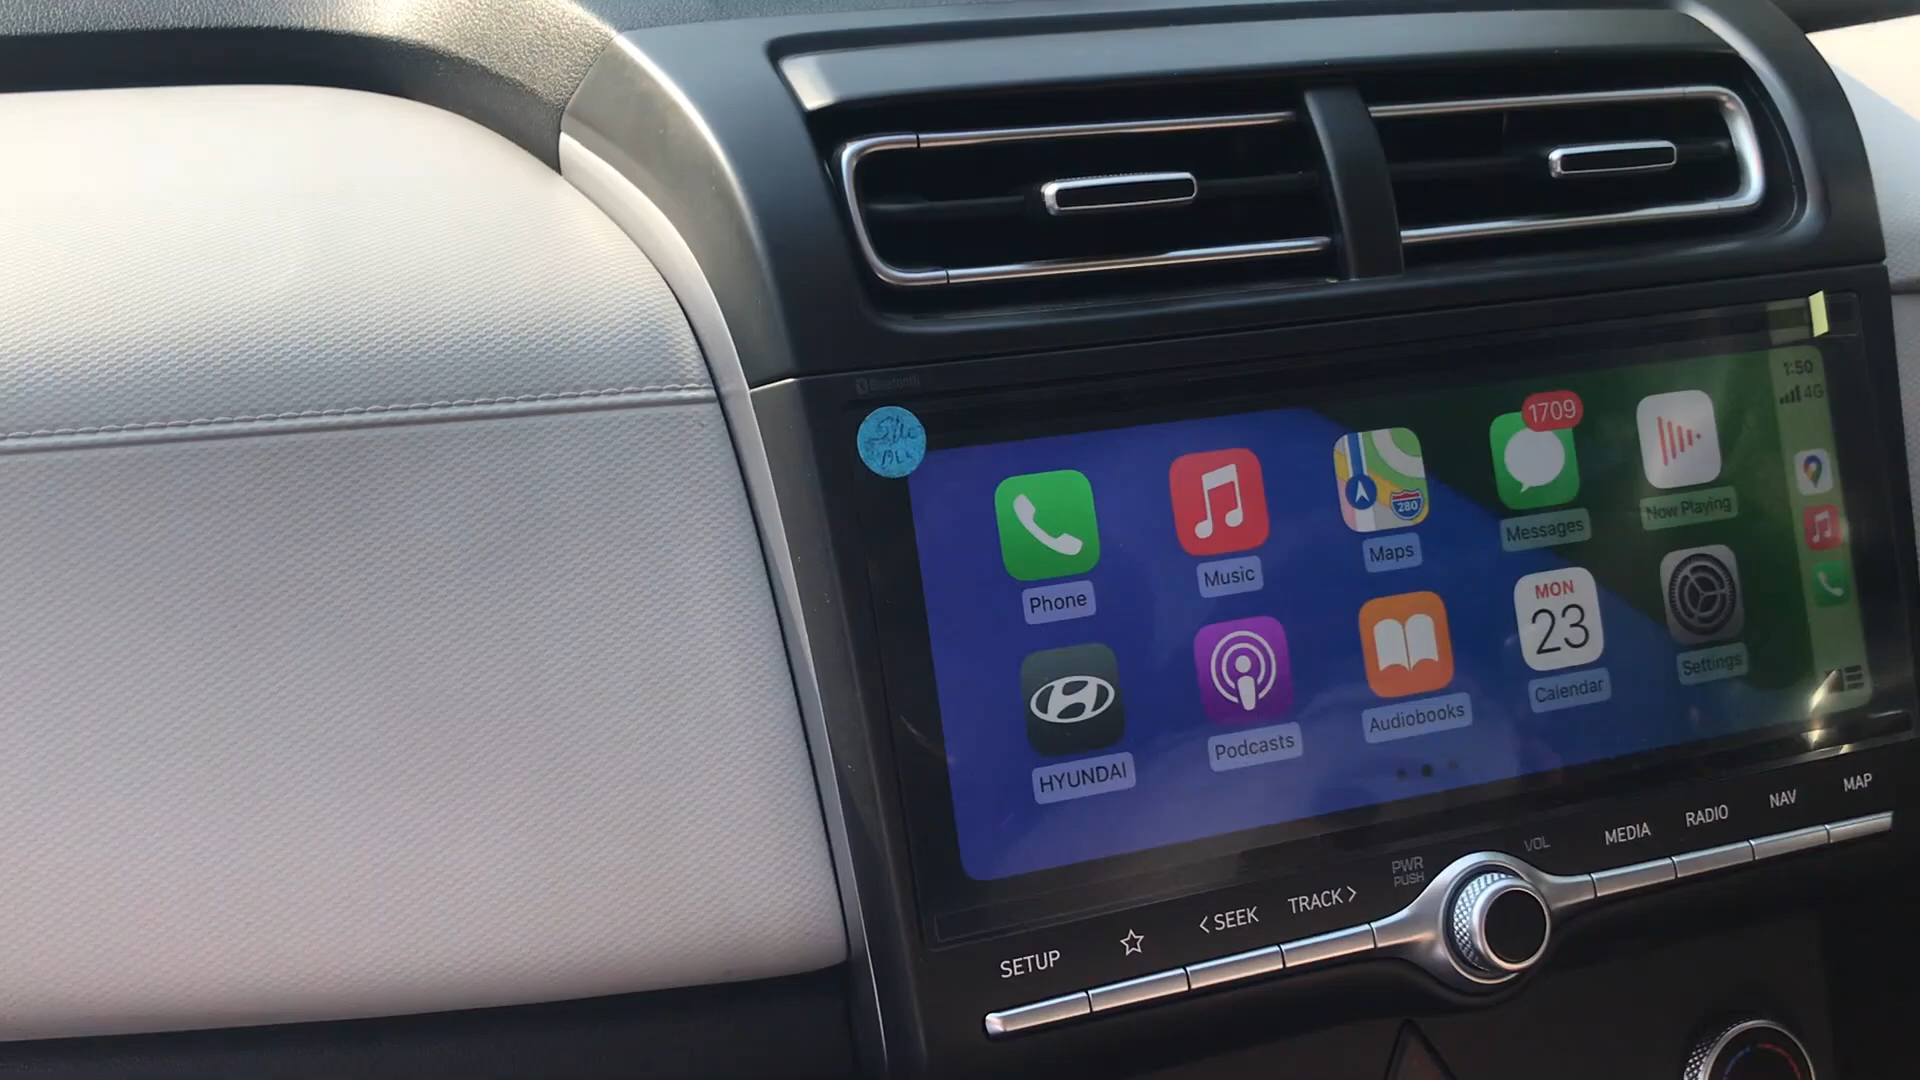 Bluetooth
1:50
4G
1709
280
Phone
Music
Maps
Messages
Now Playing
MON
23
HYUNDAI
Podcasts
Audiobooks
Calendar
Settings
SETUP
< SEEK
TRACK >
PWR
PUSH
VOL
MEDIA
RADIO
NAV
MAP